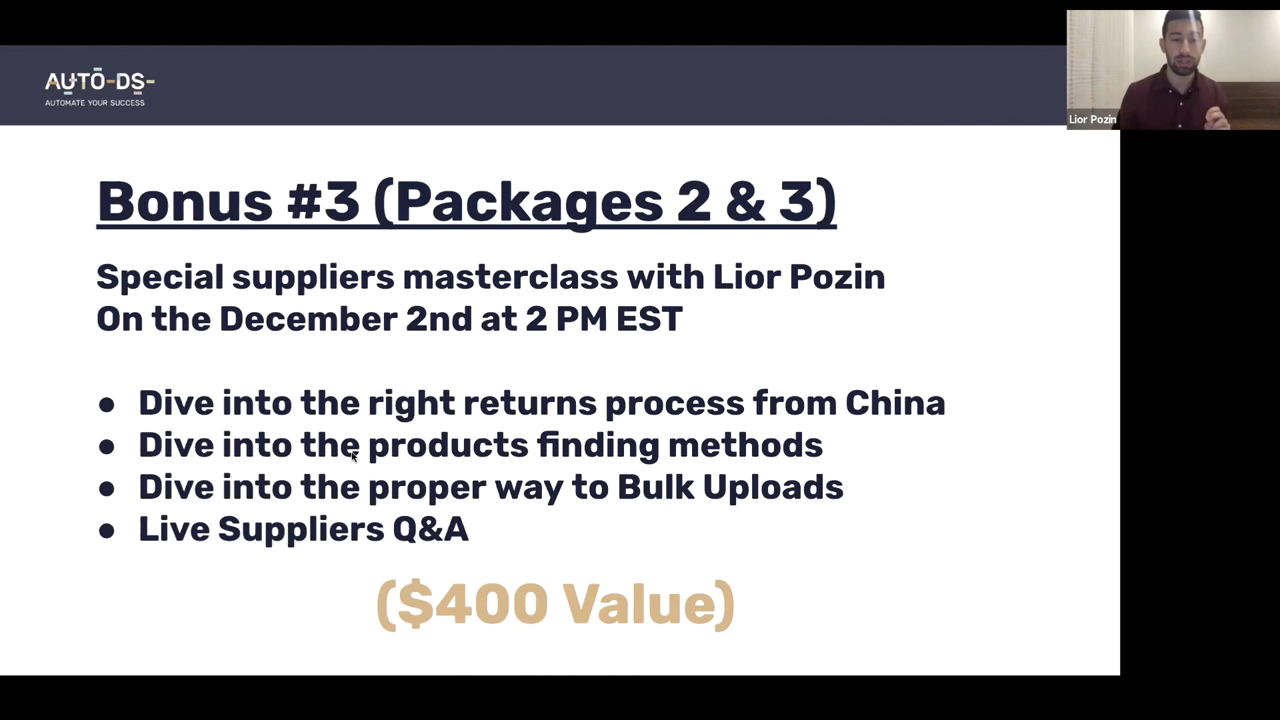 AUTO-DS-
AUTOMATE YOUR SUCCESS
Lior Pozin
Bonus #3 (Packages 2 & 3)
Special suppliers masterclass with Lior Pozin
On the December 2nd at 2 PM EST
● Dive into the right returns process from China
● Dive into the products finding methods
● Dive into the proper way to Bulk Uploads
● Live Suppliers Q&A
($400 Value)